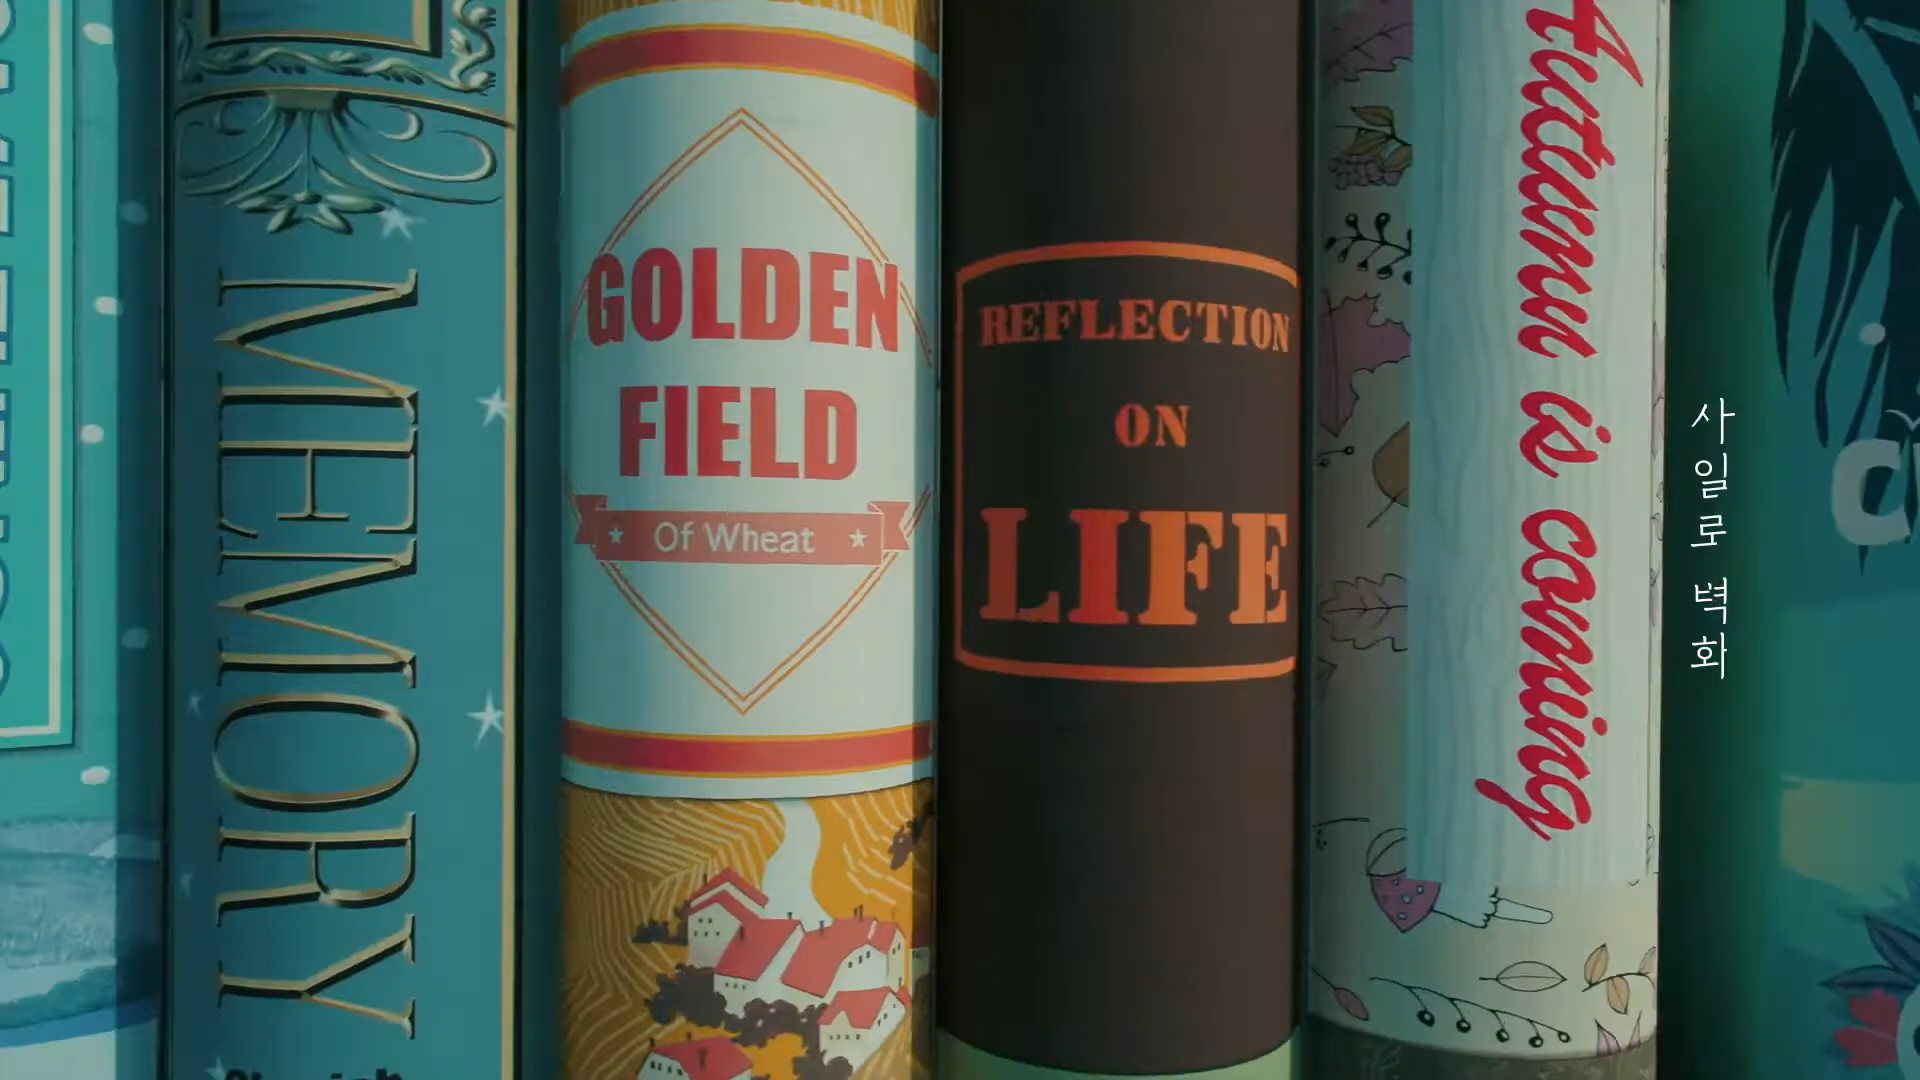 MEMORY
GOLDEN
FIELD
Of Wheat
REFLECTION
ON
LIFE
Autumn is coming
사일로 벽화